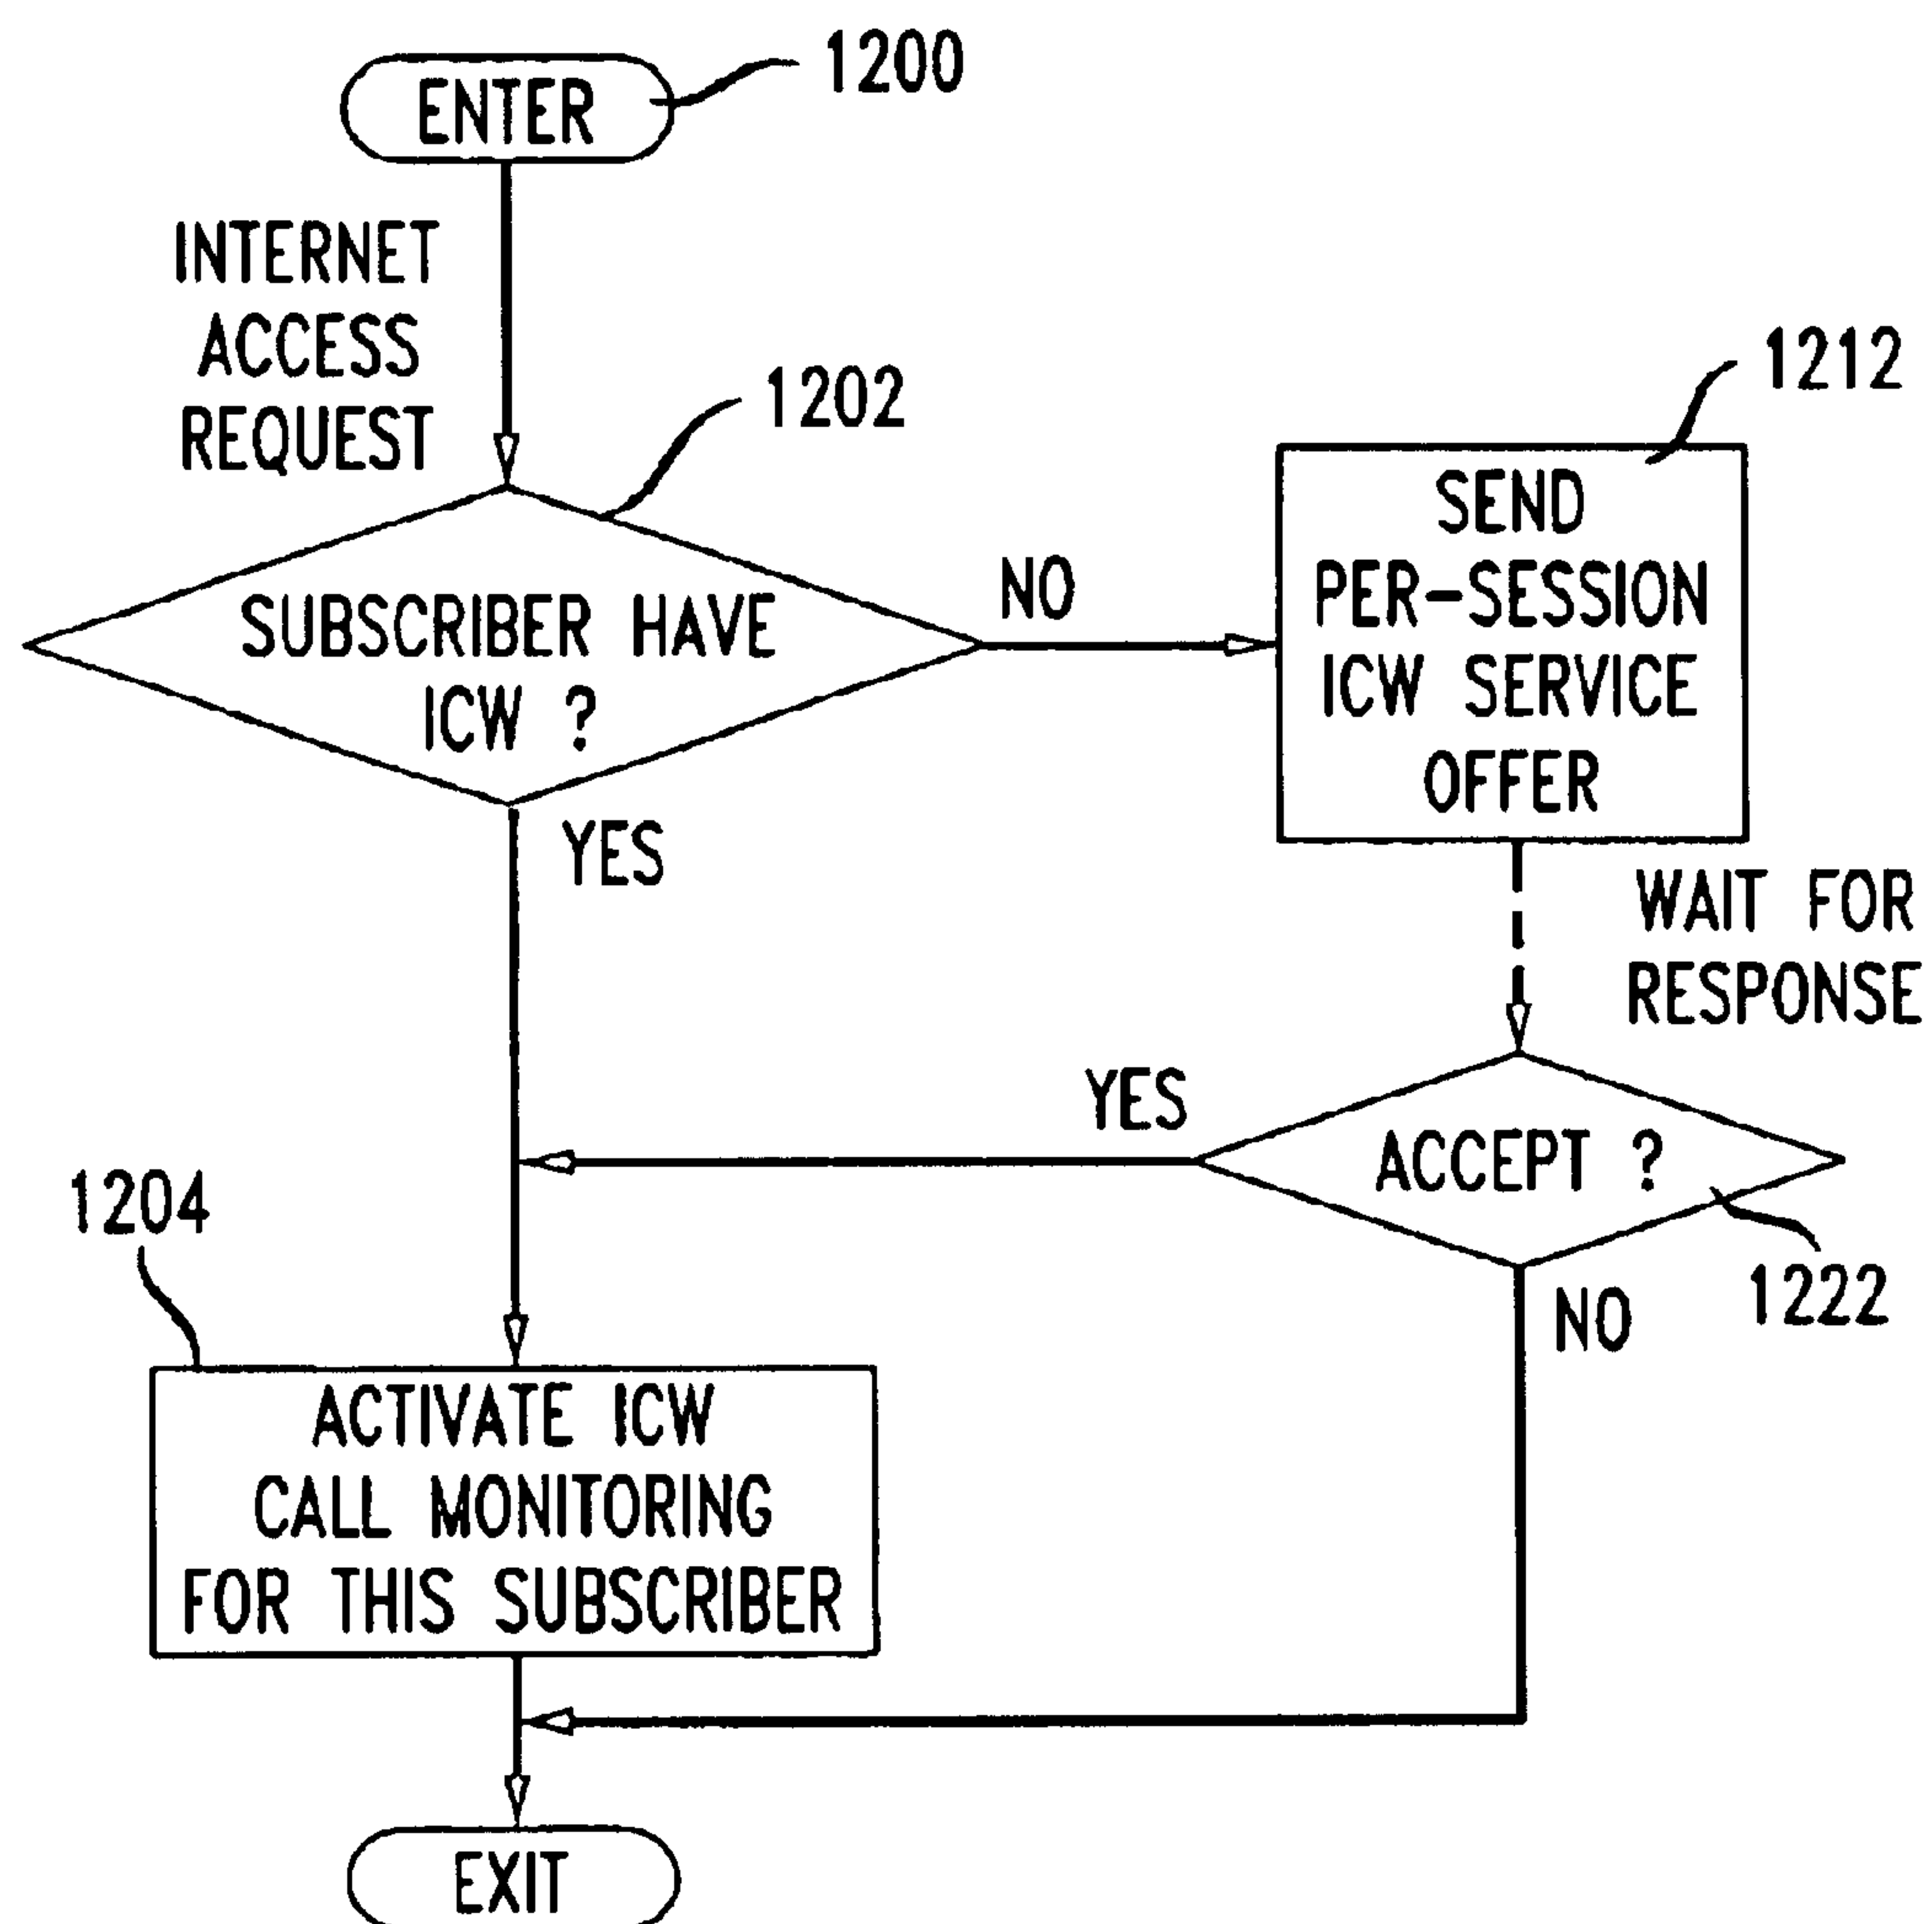 ENTER
1200
INTERNET
ACCESS
REQUEST
1202
SUBSCRIBER HAVE
ICW ?
NO
YES
1212
SEND
PER-SESSION
ICW SERVICE
OFFER
WAIT FOR
RESPONSE
YES
ACCEPT ?
1222
NO
1204
ACTIVATE ICW
CALL MONITORING
FOR THIS SUBSCRIBER
EXIT